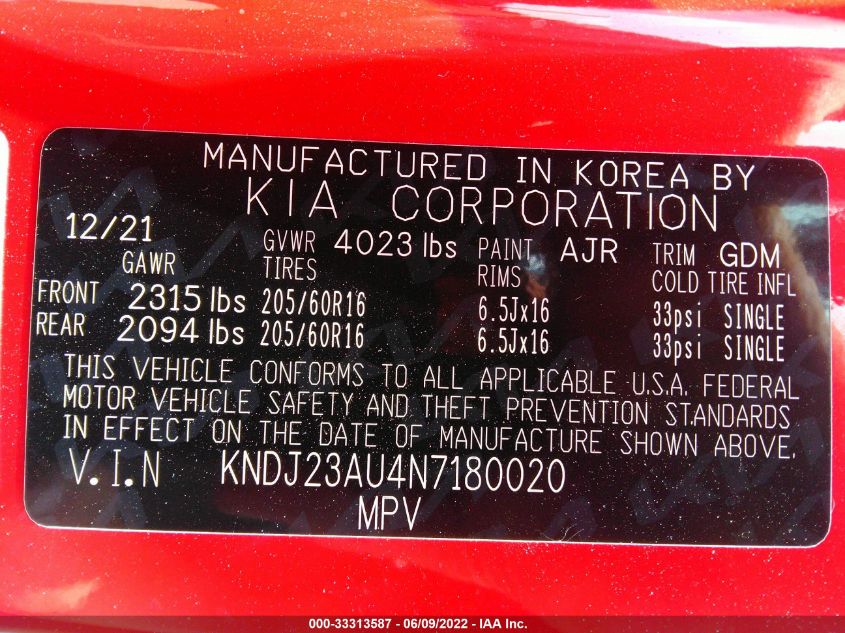 MANUFACTURED IN KOREA BY
KIA CORPORATION
12/21 GVWR 4023 lbs PAINT AJR TRIM GDM
GAWR TIRES RIMS COLD TIRE INFL
FRONT 2315 lbs 205/60R16 6.5Jx16 33psi SINGLE
REAR 2094 lbs 205/60R16 6.5Jx16 33psi SINGLE
THIS VEHICLE CONFORMS TO ALL APPLICABLE U.S.A. FEDERAL
MOTOR VEHICLE SAFETY AND THEFT PREVENTION STANDARDS
IN EFFECT ON THE DATE OF MANUFACTURE SHOWN ABOVE.
V.I.N KNDJ23AU4N7180020
MPV
000-33313587 - 06/09/2022 - IAA Inc.